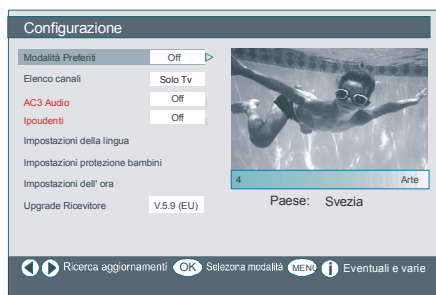 Configurazione
Modalità Preferiti Off
Elenco canali Solo Tv
AC3 Audio Off
Ipoudenti Off
Impostazioni della lingua
Impostazioni protezione bambini
Impostazioni dell' ora
Upgrade Ricevitore V.5.9 (EU)
4 Arte
Paese: Svezia
Ricerca aggiornamenti OK Selezona modalità MENU i Eventuali e varie